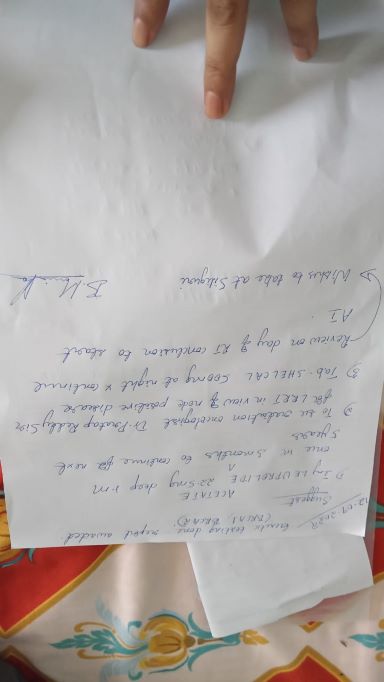 12.09.2022 Genetic testing done, report awaited.
(BRCA1, BRCA2)
Suggest
ACETATE
1) Inj LEUPROLIDE ^ 22.5mg deep I M
once in 3 months to continue for next
5 years
2) To see radiation oncologist Dr. Pratap Reddy Sir
for LRRT in view of node positive disease
3) Tab. SHELCAL 500mg at night x continue
Review on day of RT conclusion to start
AI.
→ Wishes to take at Siliguri